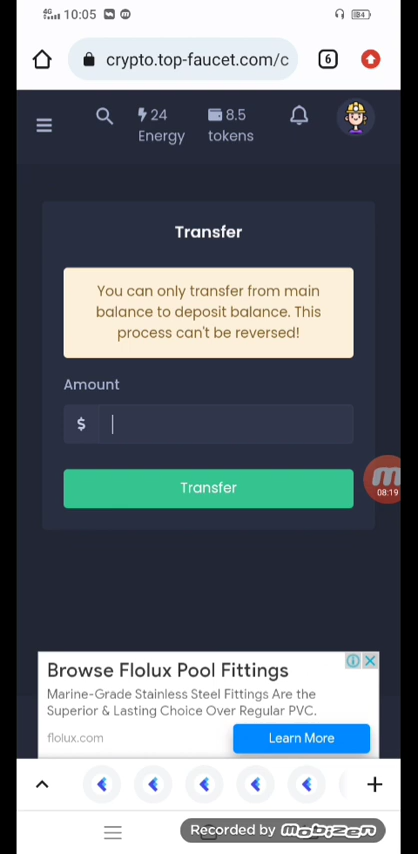 4G 10:05 84
crypto.top-faucet.com/c 6
24 8.5
Energy tokens
Transfer
You can only transfer from main
balance to deposit balance. This
process can't be reversed!
Amount
$
Transfer
08:19
Browse Flolux Pool Fittings
Marine-Grade Stainless Steel Fittings Are the
Superior & Lasting Choice Over Regular PVC.
flolux.com Learn More
Recorded by mobizen